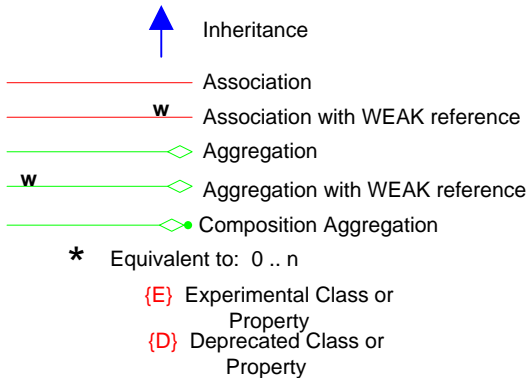 Inheritance
Association
w Association with WEAK reference
Aggregation
w Aggregation with WEAK reference
Composition Aggregation
* Equivalent to: 0 .. n
{E} Experimental Class or
Property
{D} Deprecated Class or
Property